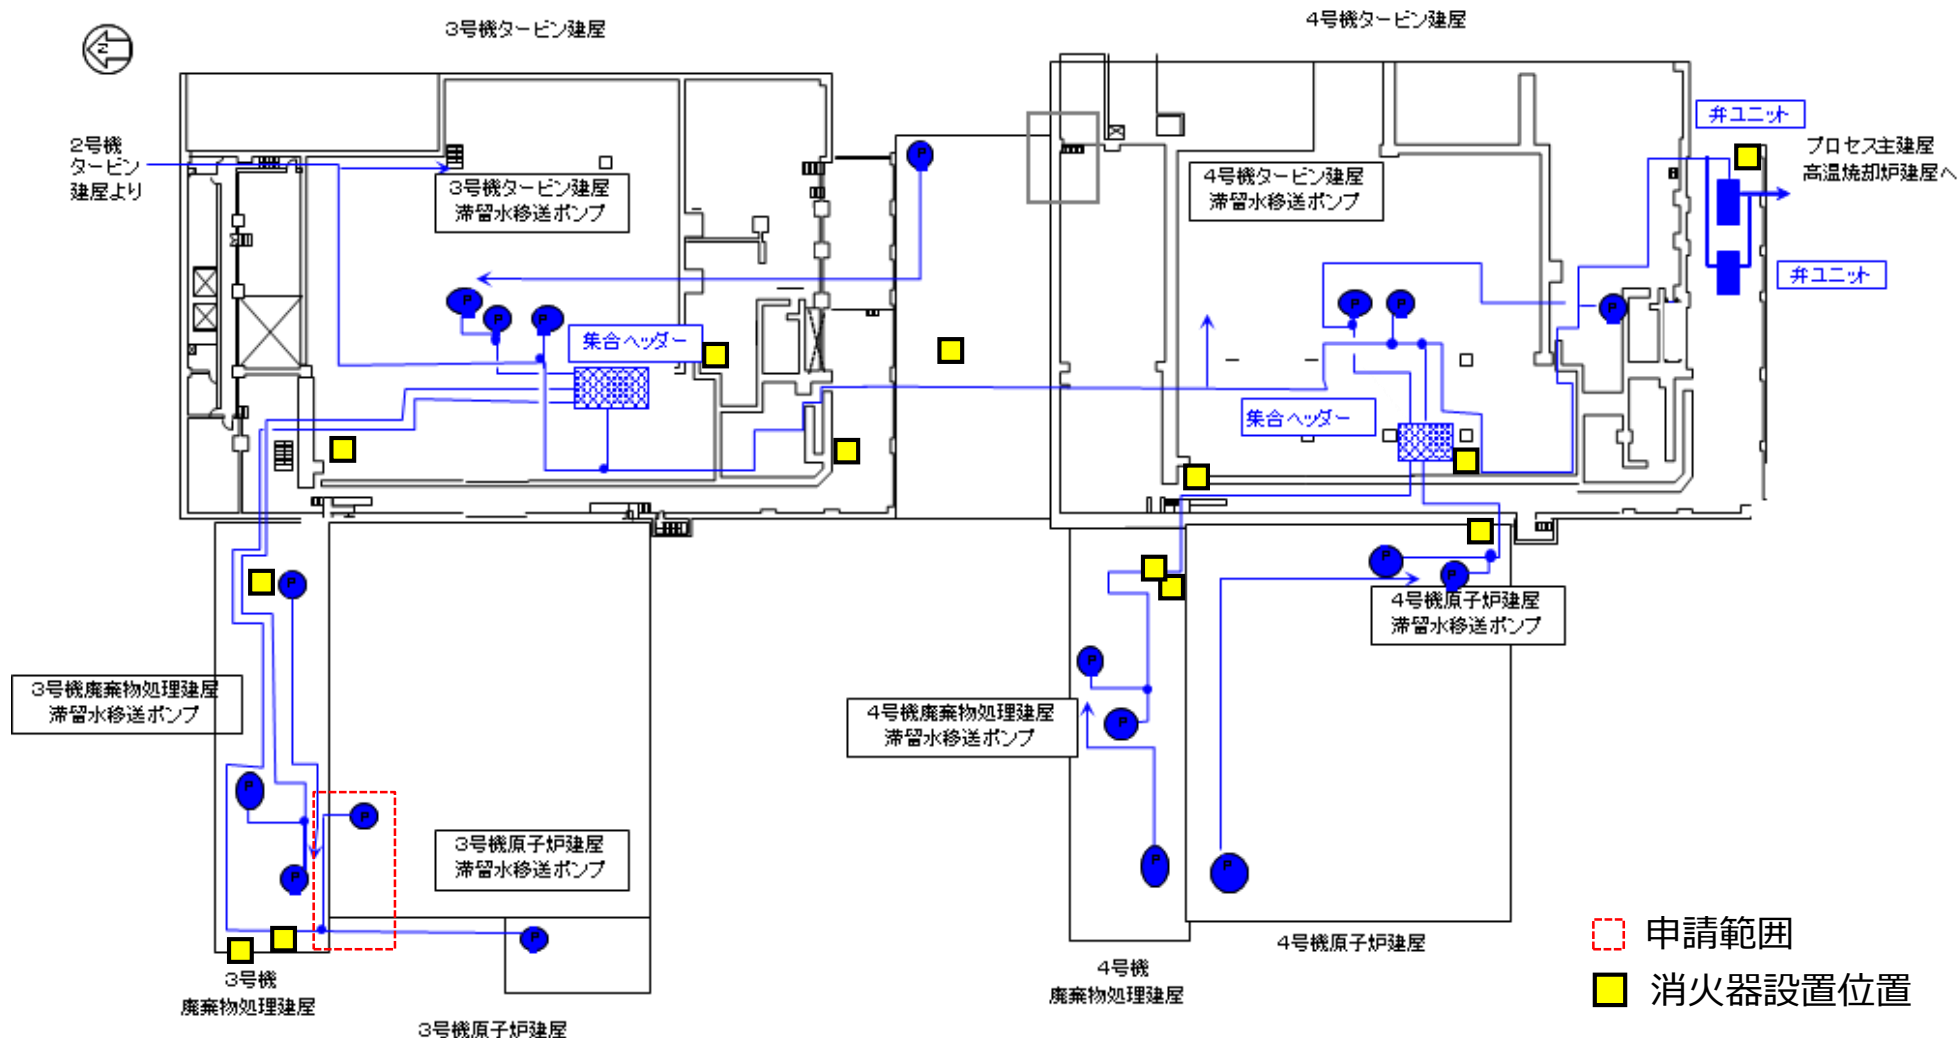 3号機タービン建屋
4号機タービン建屋
N
2号機
タービン
建屋より
3号機タービン建屋
滞留水移送ポンプ
P
4号機タービン建屋
滞留水移送ポンプ
弁ユニット
プロセス主建屋
高温焼却炉建屋へ
弁ユニット
P
P
P
集合ヘッダー
P
P
P
集合ヘッダー
P
P
P
4号機原子炉建屋
滞留水移送ポンプ
3号機廃棄物処理建屋
滞留水移送ポンプ
P
4号機廃棄物処理建屋
滞留水移送ポンプ
P
P
P
3号機原子炉建屋
滞留水移送ポンプ
P
P
P
P
申請範囲
消火器設置位置
3号機
廃棄物処理建屋
3号機原子炉建屋
4号機
廃棄物処理建屋
4号機原子炉建屋